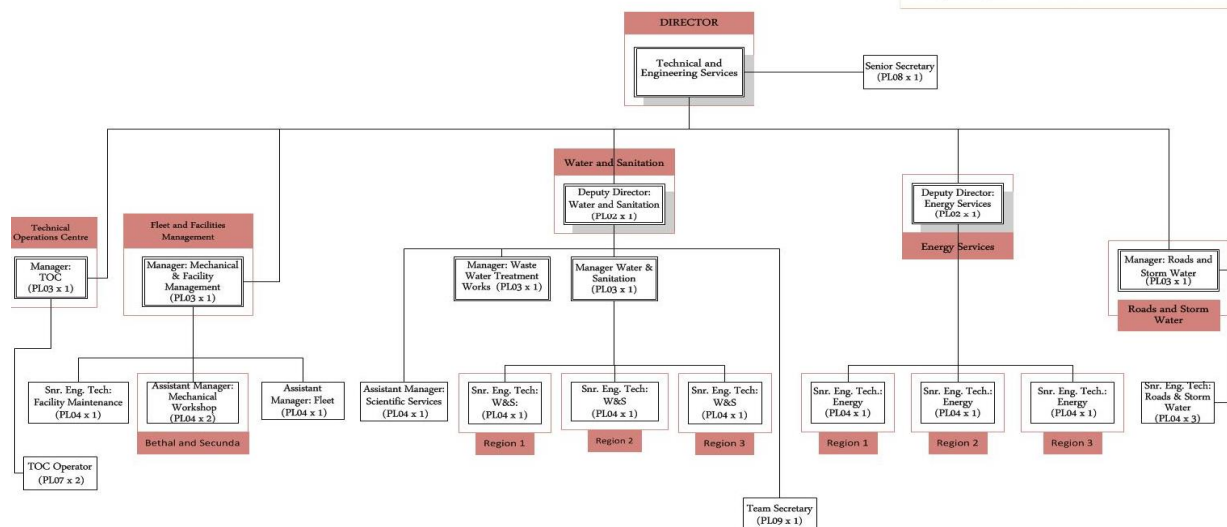 DIRECTOR
Technical and
Engineering Services
Senior Secretary
(PL08 x 1)
Water and Sanitation
Deputy Director:
Water and Sanitation
(PL02 x 1)
Deputy Director:
Energy Services
(PL02 x 1)
Energy Services
Technical
Operations Centre
Manager:
TOC
(PL03 x 1)
Fleet and Facilities
Management
Manager: Mechanical
& Facility
Management
(PL03 x 1)
Manager: Waste
Water Treatment
Works (PL03 x 1)
Manager Water &
Sanitation
(PL03 x 1)
Manager: Roads and
Storm Water
(PL03 x 1)
Roads and Storm
Water
Snr. Eng. Tech:
Facility Maintenance
(PL04 x 1)
Assistant Manager:
Mechanical
Workshop
(PL04 x 2)
Bethal and Secunda
Assistant
Manager: Fleet
(PL04 x 1)
Assistant Manager:
Scientific Services
(PL04 x 1)
Snr. Eng. Tech:
W&S:
(PL04 x 1)
Region 1
Snr. Eng. Tech:
W&S
(PL04 x 1)
Region 2
Snr. Eng. Tech:
W&S
(PL04 x 1)
Region 3
Snr. Eng. Tech.:
Energy
(PL04 x 1)
Region 1
Snr. Eng. Tech.:
Energy
(PL04 x 1)
Region 2
Snr. Eng. Tech.:
Energy
(PL04 x 1)
Region 3
Snr. Eng. Tech:
Roads & Storm
Water
(PL04 x 3)
TOC Operator
(PL07 x 2)
Team Secretary
(PL09 x 1)